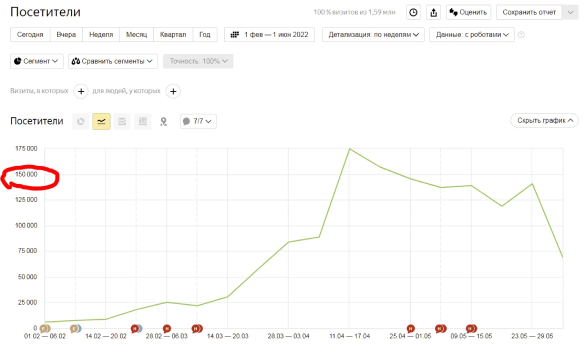 Посетители
100 % визитов из 1,59 млн
Оценить
Сохранить отчет
Сегодня Вчера Неделя Месяц Квартал Год
1 фев — 1 июн 2022
Детализация: по неделям
Данные: с роботами
Сегмент
Сравнить сегменты
Точность: 100%
Визиты, в которых + для людей, у которых +
Посетители
7/7
Скрыть график
175 000
150 000
125 000
100 000
75 000
50 000
25 000
0
01.02 — 06.02 14.02 — 20.02 28.02 — 06.03 14.03 — 20.03 28.03 — 03.04 11.04 — 17.04 25.04 — 01.05 09.05 — 15.05 23.05 — 29.05